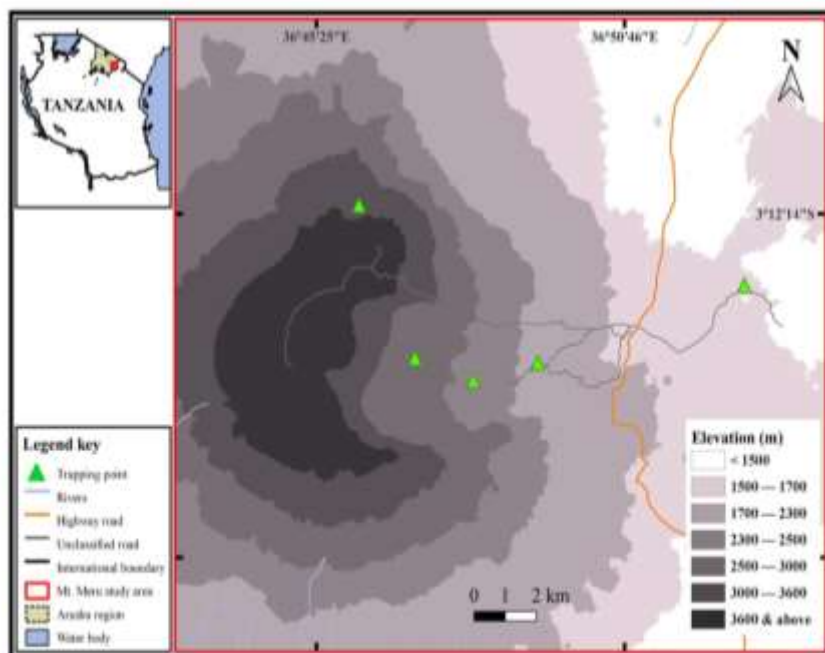 TANZANIA
36°45'25"E
36°50'46"E
N
3°12'14"S
Legend key
Trapping point
Rivers
Highway road
Unclassified road
International boundary
Mt. Meru study area
Arusha region
Water body
0 1 2 km
Elevation (m)
< 1500
1500 — 1700
1700 — 2300
2300 — 2500
2500 — 3000
3000 — 3600
3600 & above